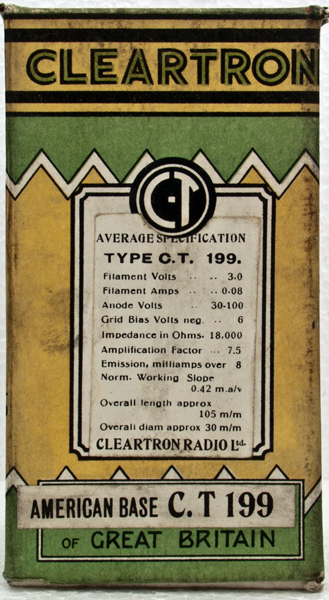 CLEARTRON
C-T
AVERAGE SPECIFICATION
TYPE C.T. 199.
Filament Volts .. .. 3·0
Filament Amps .. 0·08
Anode Volts .. 30-100
Grid Bias Volts neg. .. 6
Impedance in Ohms. 18,000
Amplification Factor ... 7.5
Emission, milliamps over 8
Norm. Working Slope
0.42 m.a/v
Overall length approx
105 m/m
Overall diam approx 30 m/m
CLEARTRON RADIO Ltd.
AMERICAN BASE C.T 199
OF GREAT BRITAIN